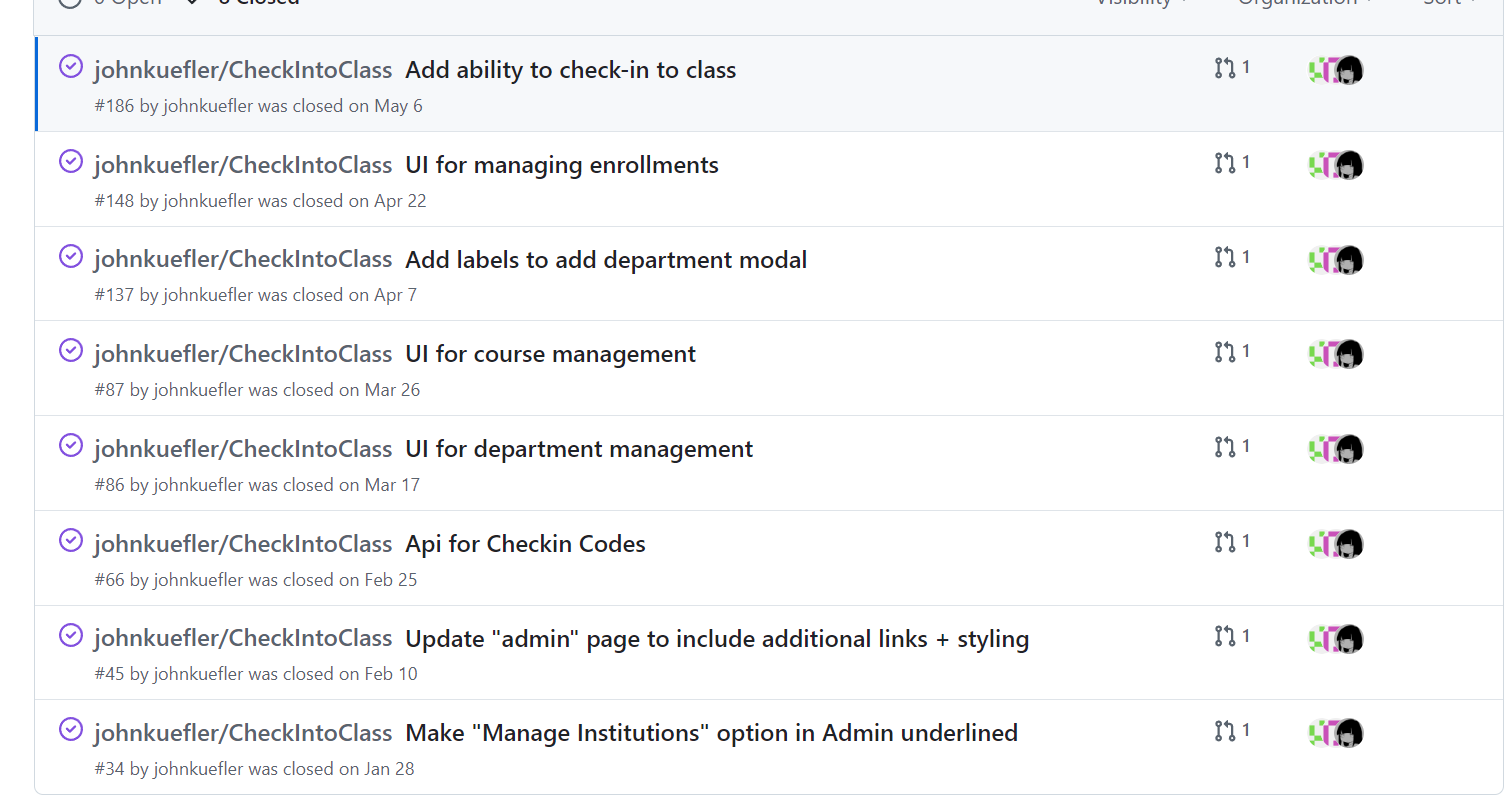 0 Open 8 Closed Visibility Organization Sort
johnkuefler/CheckIntoClass Add ability to check-in to class 1
#186 by johnkuefler was closed on May 6
johnkuefler/CheckIntoClass UI for managing enrollments 1
#148 by johnkuefler was closed on Apr 22
johnkuefler/CheckIntoClass Add labels to add department modal 1
#137 by johnkuefler was closed on Apr 7
johnkuefler/CheckIntoClass UI for course management 1
#87 by johnkuefler was closed on Mar 26
johnkuefler/CheckIntoClass UI for department management 1
#86 by johnkuefler was closed on Mar 17
johnkuefler/CheckIntoClass Api for Checkin Codes 1
#66 by johnkuefler was closed on Feb 25
johnkuefler/CheckIntoClass Update "admin" page to include additional links + styling 1
#45 by johnkuefler was closed on Feb 10
johnkuefler/CheckIntoClass Make "Manage Institutions" option in Admin underlined 1
#34 by johnkuefler was closed on Jan 28